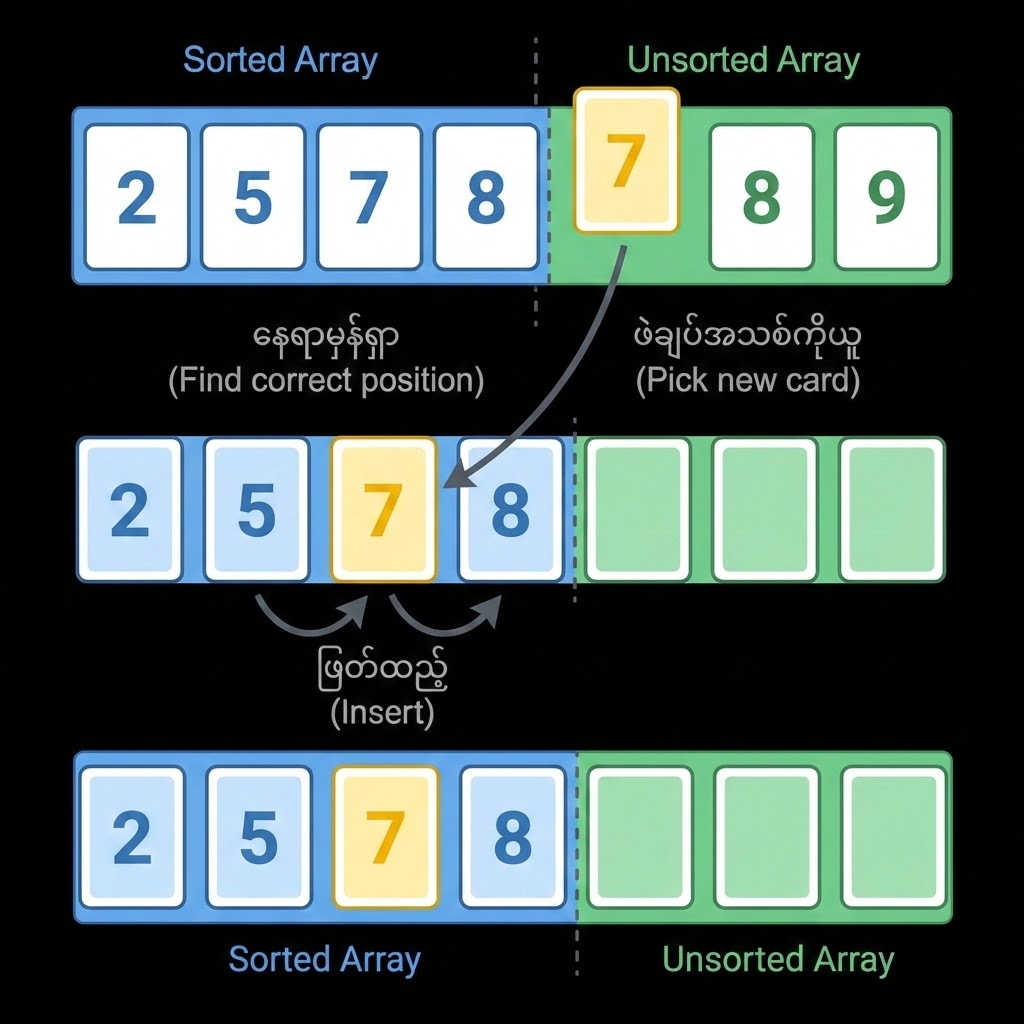 Sorted Array
Unsorted Array
2 5 7 8 7 8 9
နေရာမှန်ရှာ
(Find correct position)
ဖဲချပ်အသစ်ကိုယူ
(Pick new card)
2 5 7 8
ဖြတ်ထည့်
(Insert)
2 5 7 8
Sorted Array
Unsorted Array